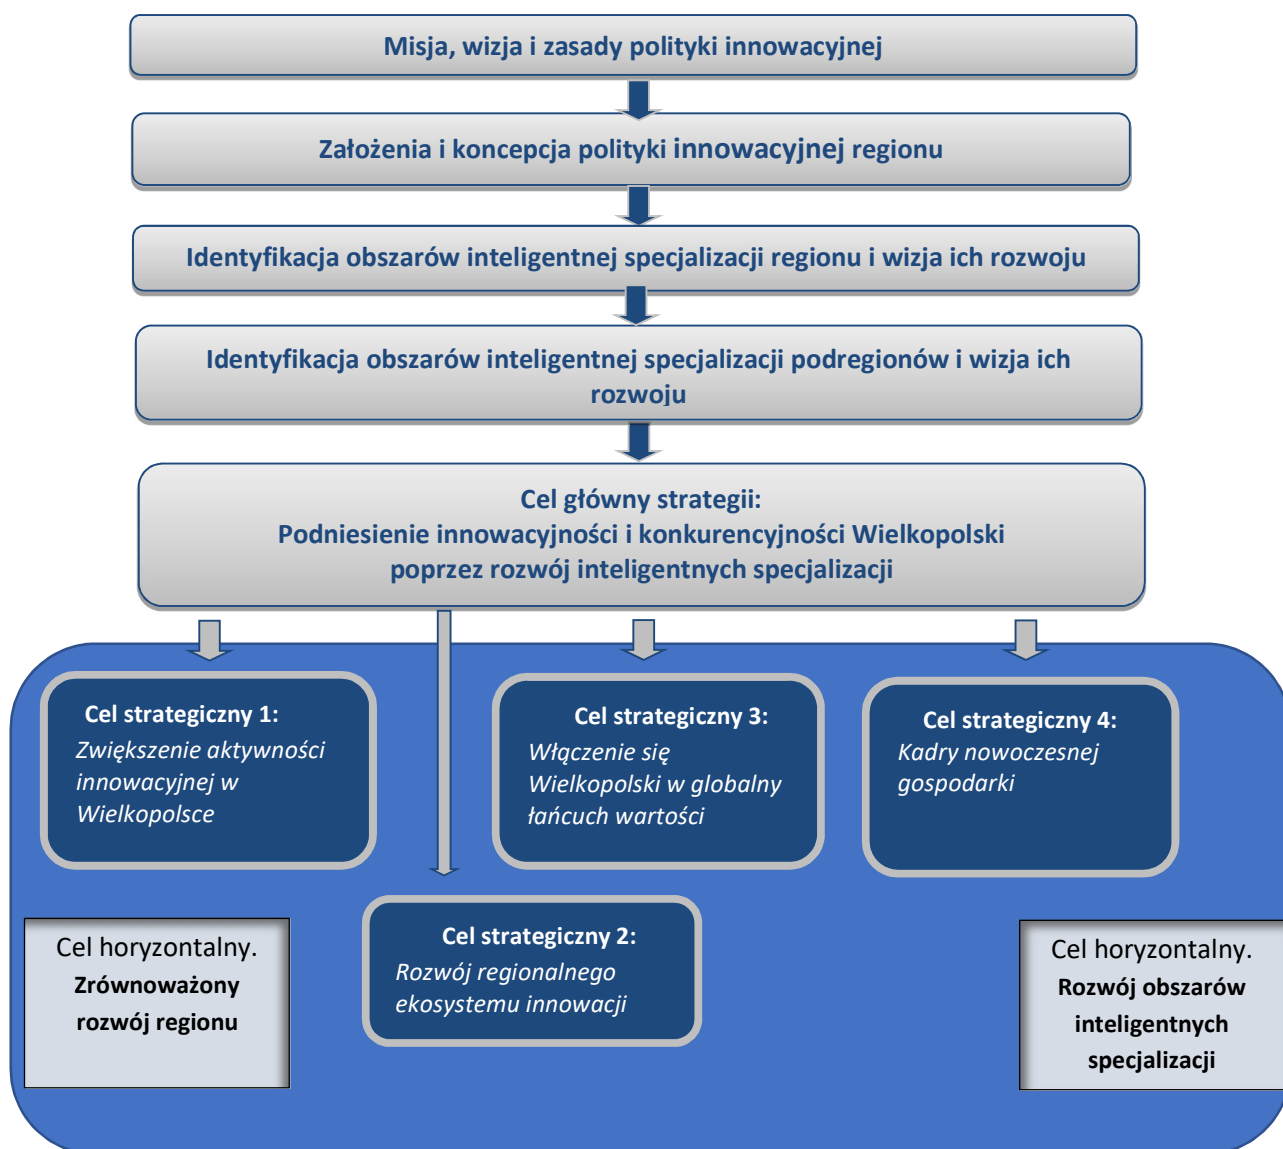 Misja, wizja i zasady polityki innowacyjnej
Założenia i koncepcja polityki innowacyjnej regionu
Identyfikacja obszarów inteligentnej specjalizacji regionu i wizja ich rozwoju
Identyfikacja obszarów inteligentnej specjalizacji podregionów i wizja ich
rozwoju
Cel główny strategii:
Podniesienie innowacyjności i konkurencyjności Wielkopolski
poprzez rozwój inteligentnych specjalizacji
Cel strategiczny 1:
Zwiększenie aktywności
innowacyjnej w
Wielkopolsce
Cel strategiczny 3:
Włączenie się
Wielkopolski w globalny
łańcuch wartości
Cel strategiczny 4:
Kadry nowoczesnej
gospodarki
Cel strategiczny 2:
Rozwój regionalnego
ekosystemu innowacji
Cel horyzontalny.
Zrównoważony
rozwój regionu
Cel horyzontalny.
Rozwój obszarów
inteligentnych
specjalizacji